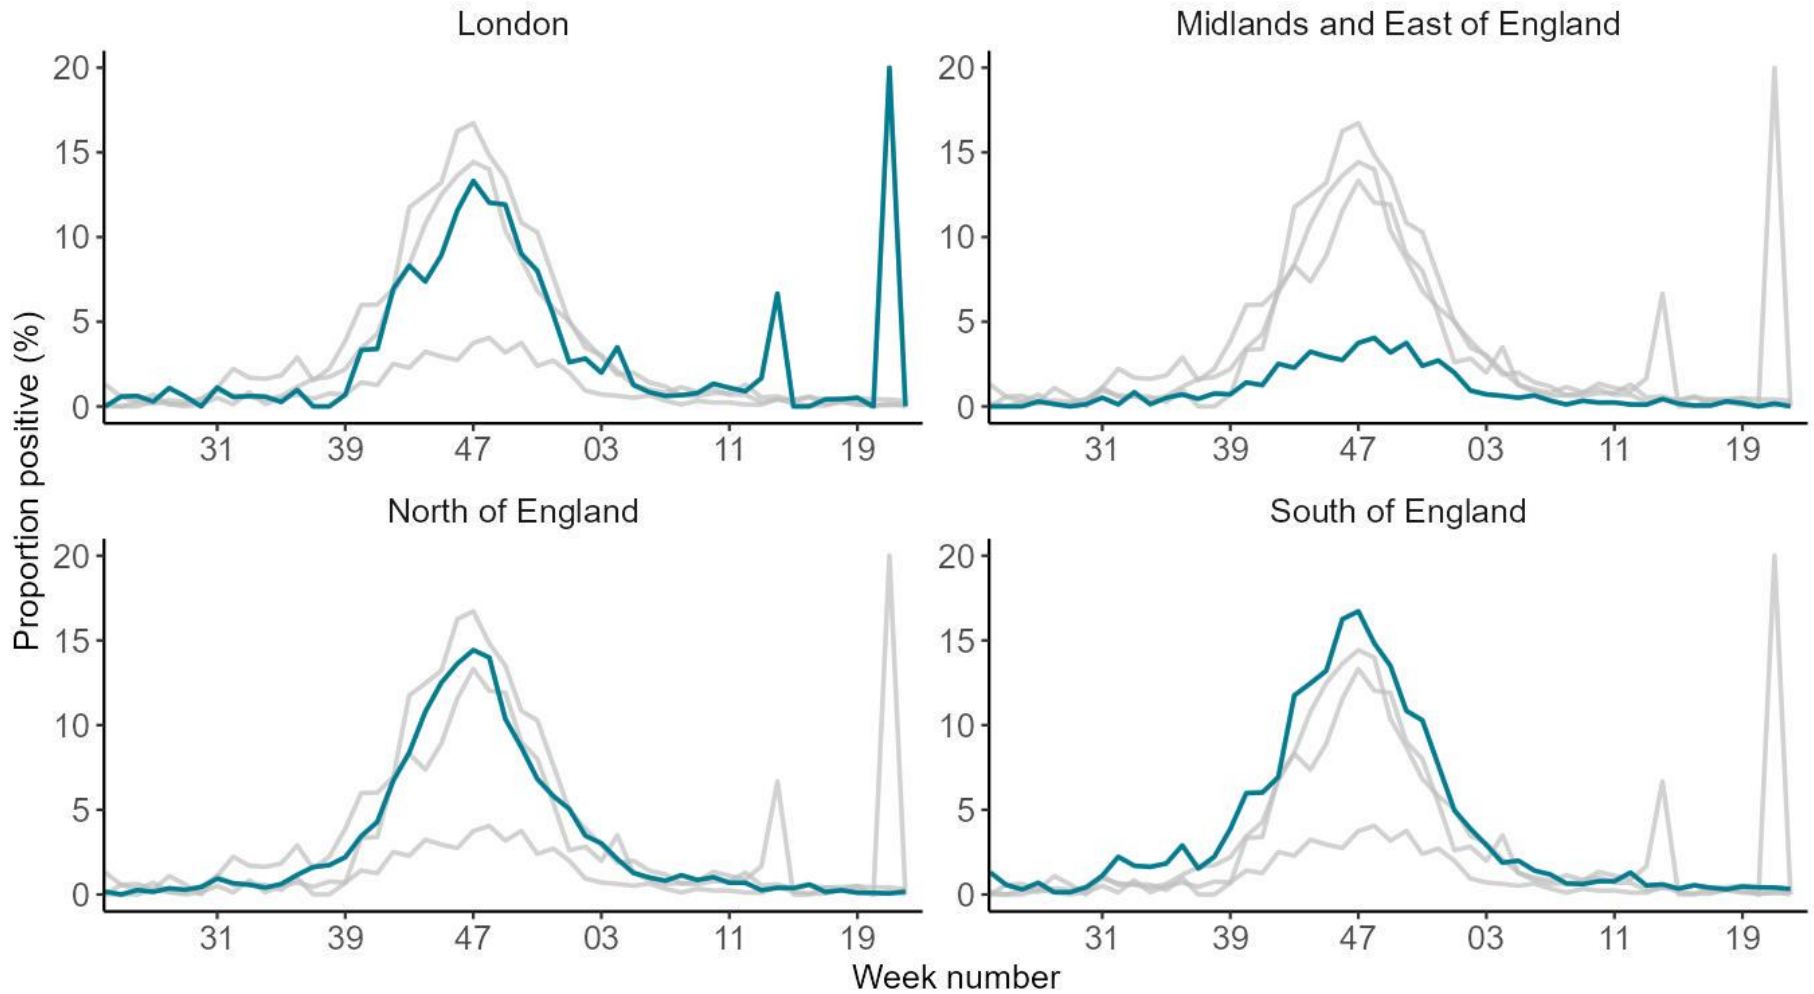 London
Midlands and East of England
20
15
10
5
0
31 39 47 03 11 19
20
15
10
5
0
31 39 47 03 11 19
North of England
South of England
20
15
10
5
0
31 39 47 03 11 19
20
15
10
5
0
31 39 47 03 11 19
Proportion positive (%)
Week number